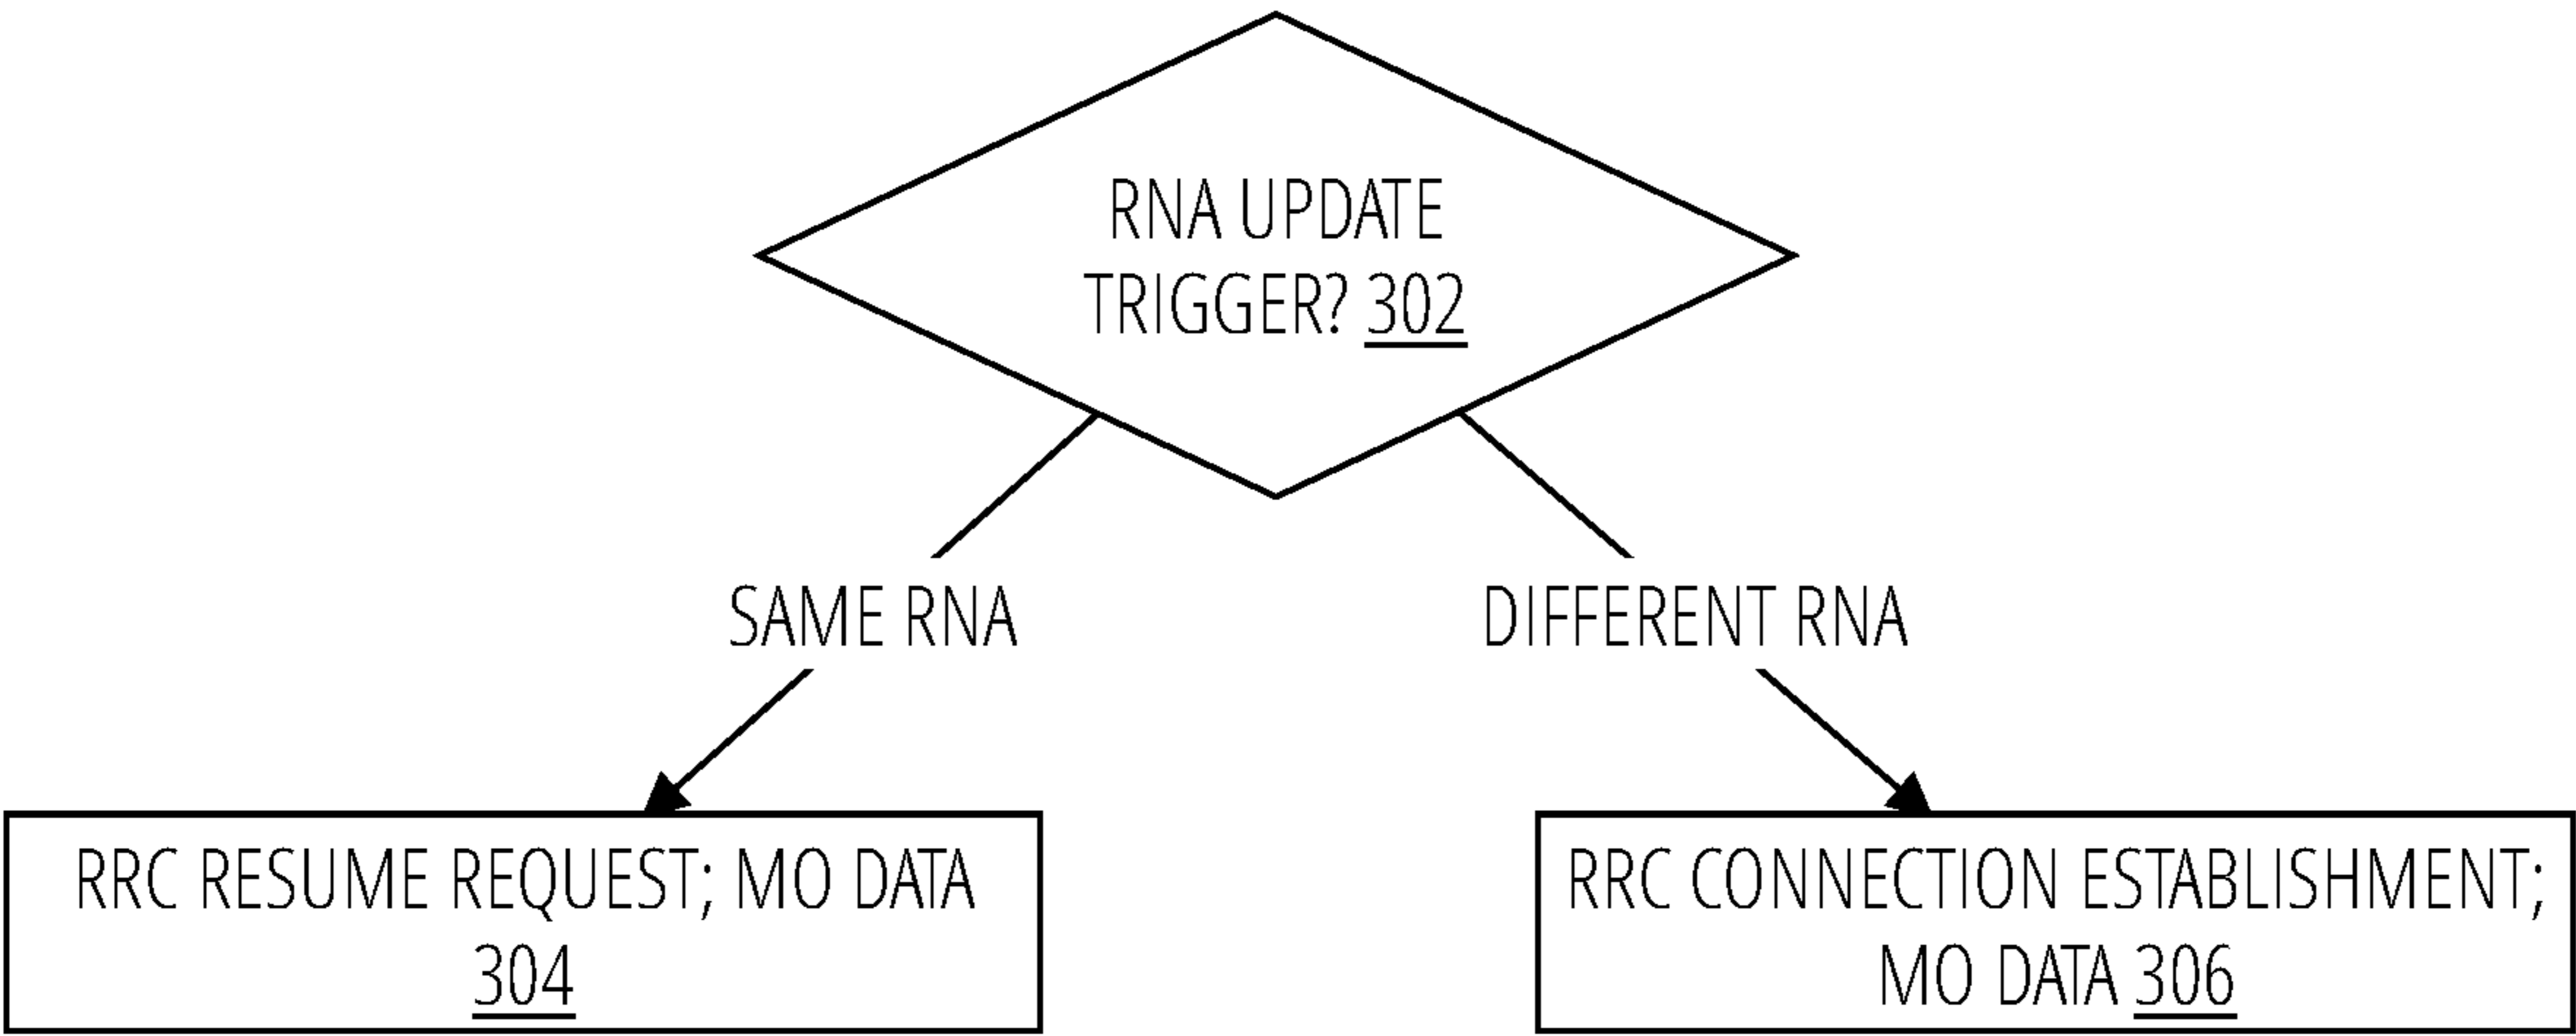 RNA UPDATE
TRIGGER? 302
SAME RNA
DIFFERENT RNA
RRC RESUME REQUEST; MO DATA
304
RRC CONNECTION ESTABLISHMENT;
MO DATA 306